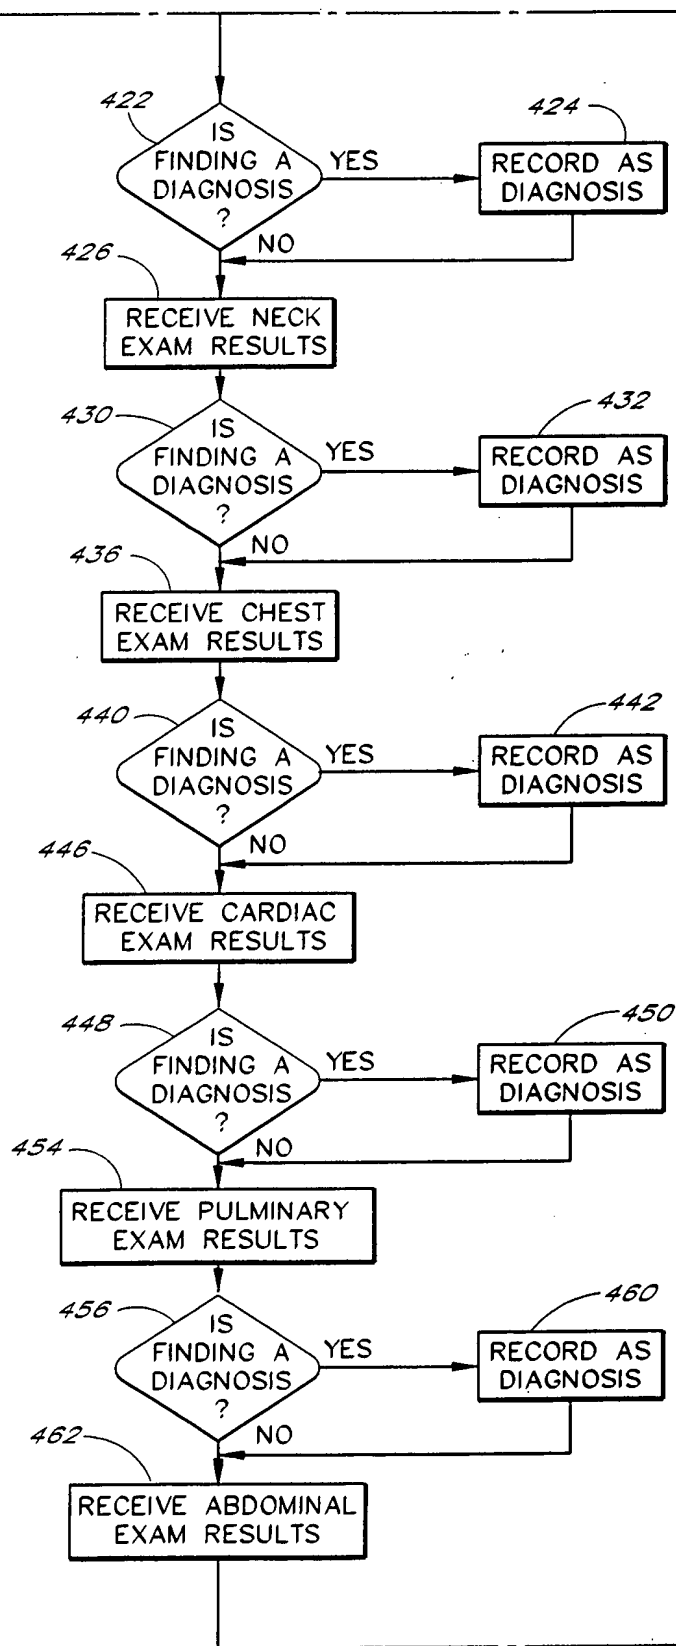 422
424
IS
FINDING A
DIAGNOSIS
?
YES
RECORD AS
DIAGNOSIS
NO
426
RECEIVE NECK
EXAM RESULTS
430
432
IS
FINDING A
DIAGNOSIS
?
YES
RECORD AS
DIAGNOSIS
NO
436
RECEIVE CHEST
EXAM RESULTS
440
442
IS
FINDING A
DIAGNOSIS
?
YES
RECORD AS
DIAGNOSIS
NO
446
RECEIVE CARDIAC
EXAM RESULTS
448
450
IS
FINDING A
DIAGNOSIS
?
YES
RECORD AS
DIAGNOSIS
NO
454
RECEIVE PULMINARY
EXAM RESULTS
456
460
IS
FINDING A
DIAGNOSIS
?
YES
RECORD AS
DIAGNOSIS
NO
462
RECEIVE ABDOMINAL
EXAM RESULTS